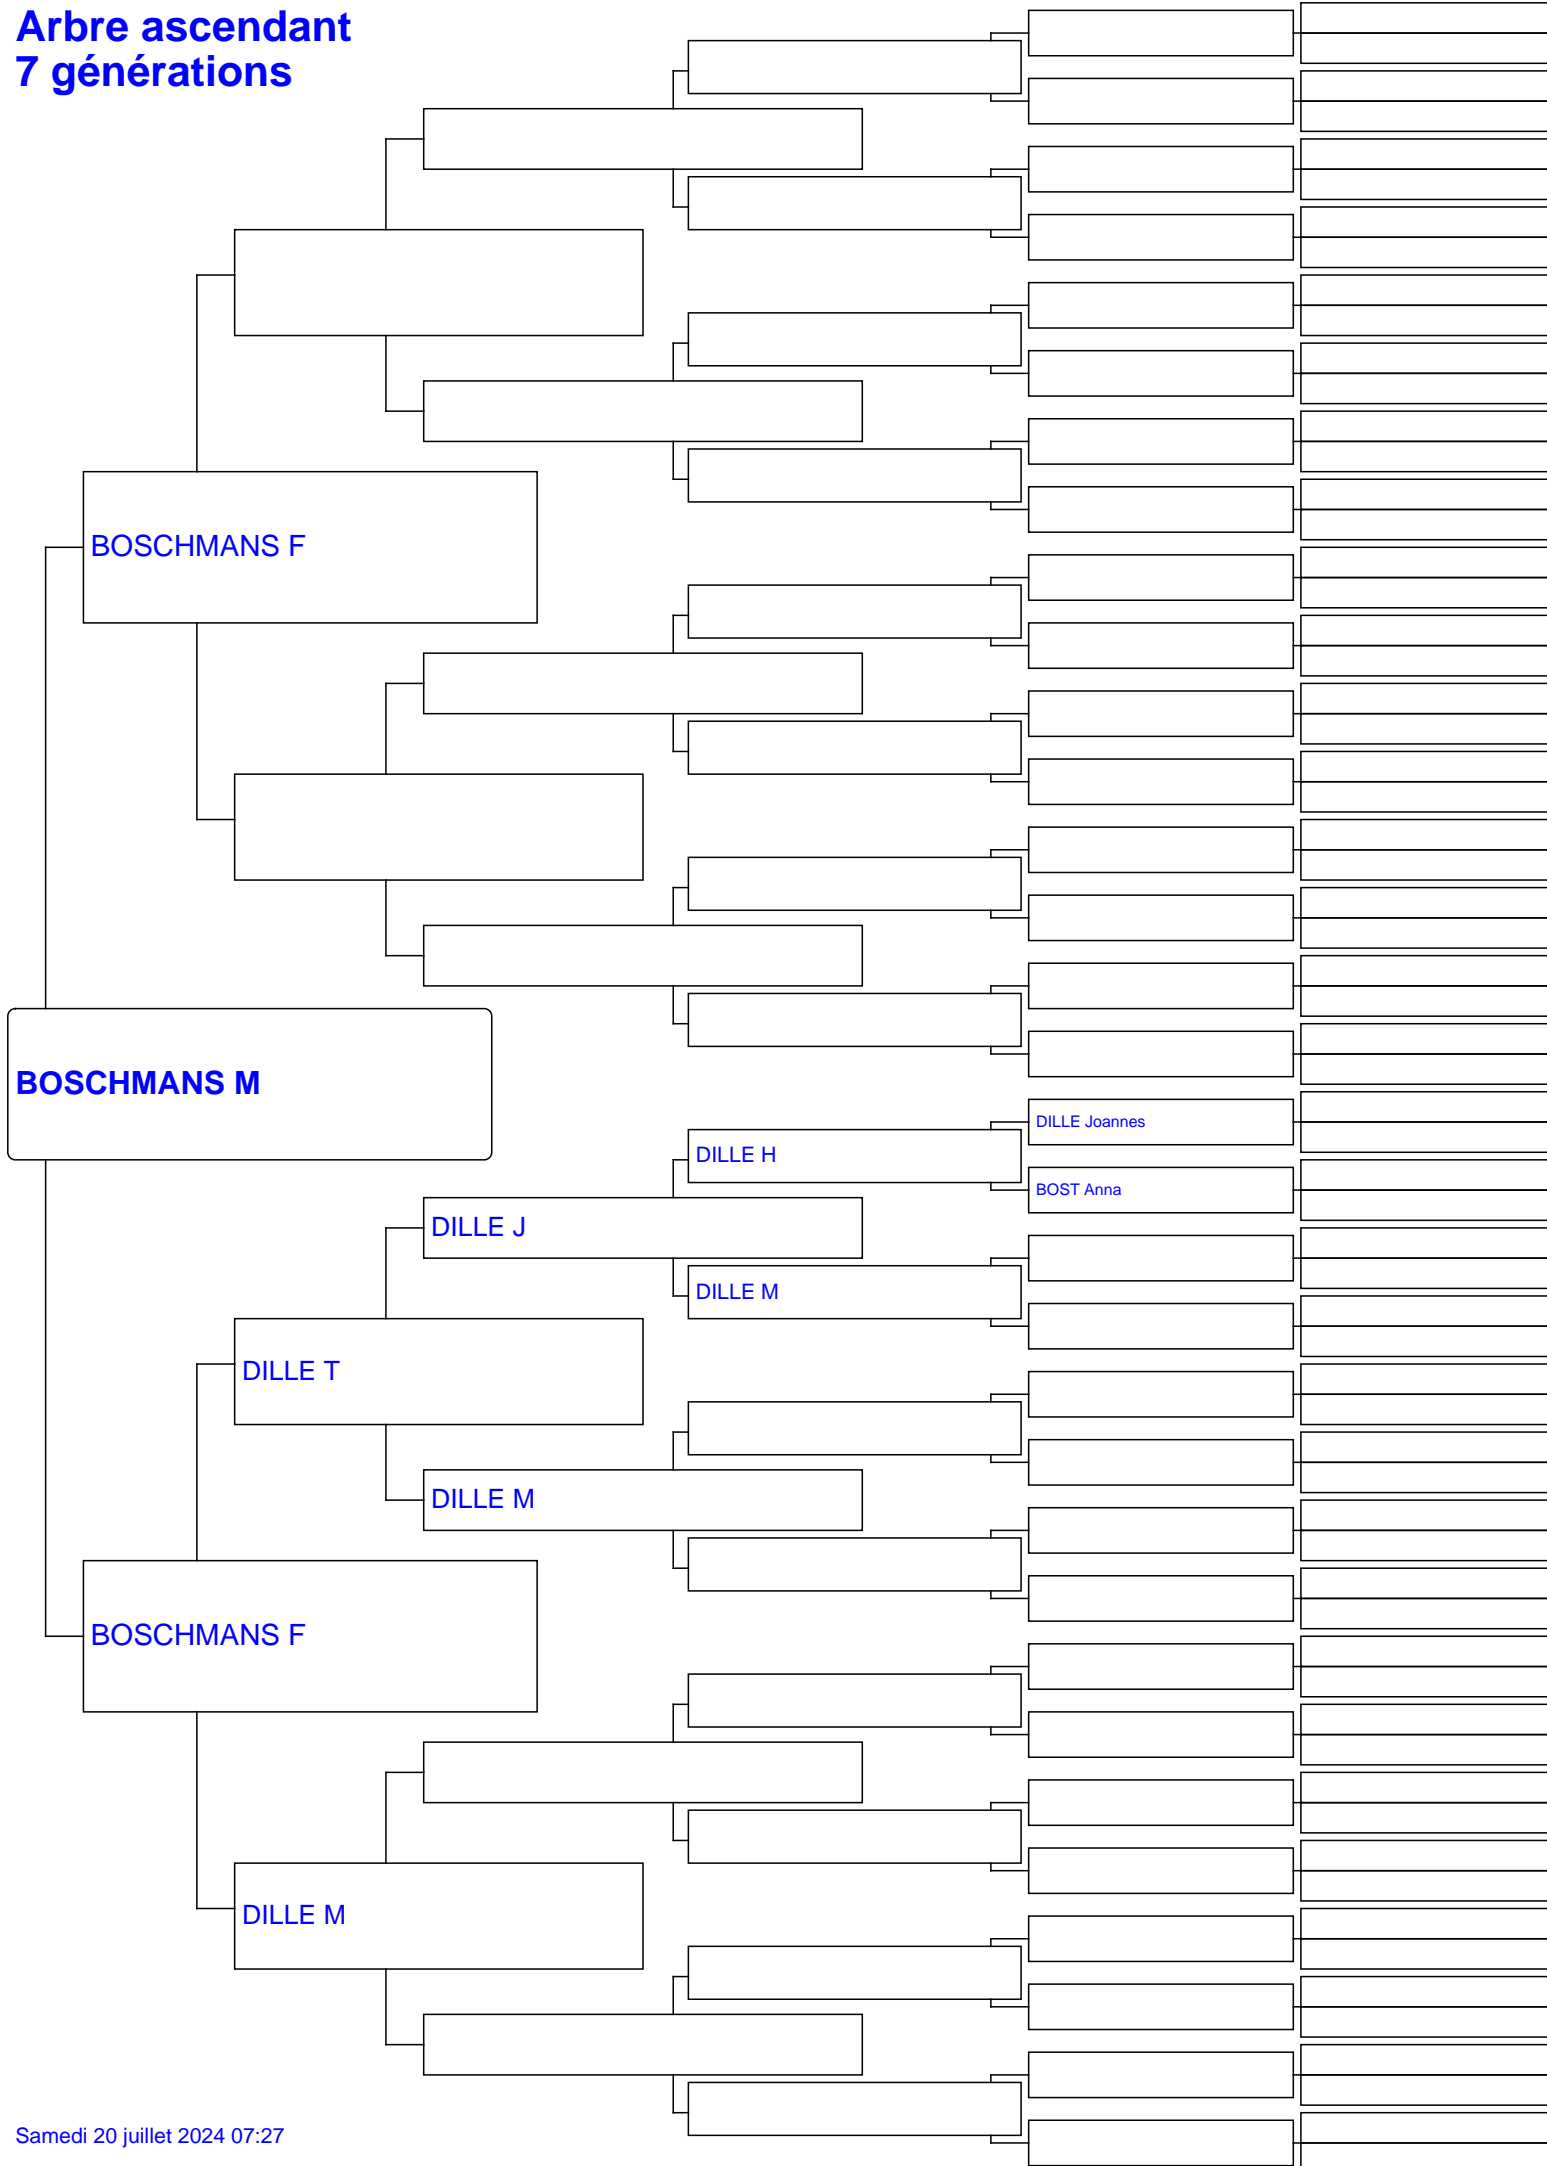 Arbre ascendant
7 générations
BOSCHMANS F
BOSCHMANS M
DILLE Joannes
DILLE H
BOST Anna
DILLE J
DILLE M
DILLE T
DILLE M
BOSCHMANS F
DILLE M
Samedi 20 juillet 2024 07:27